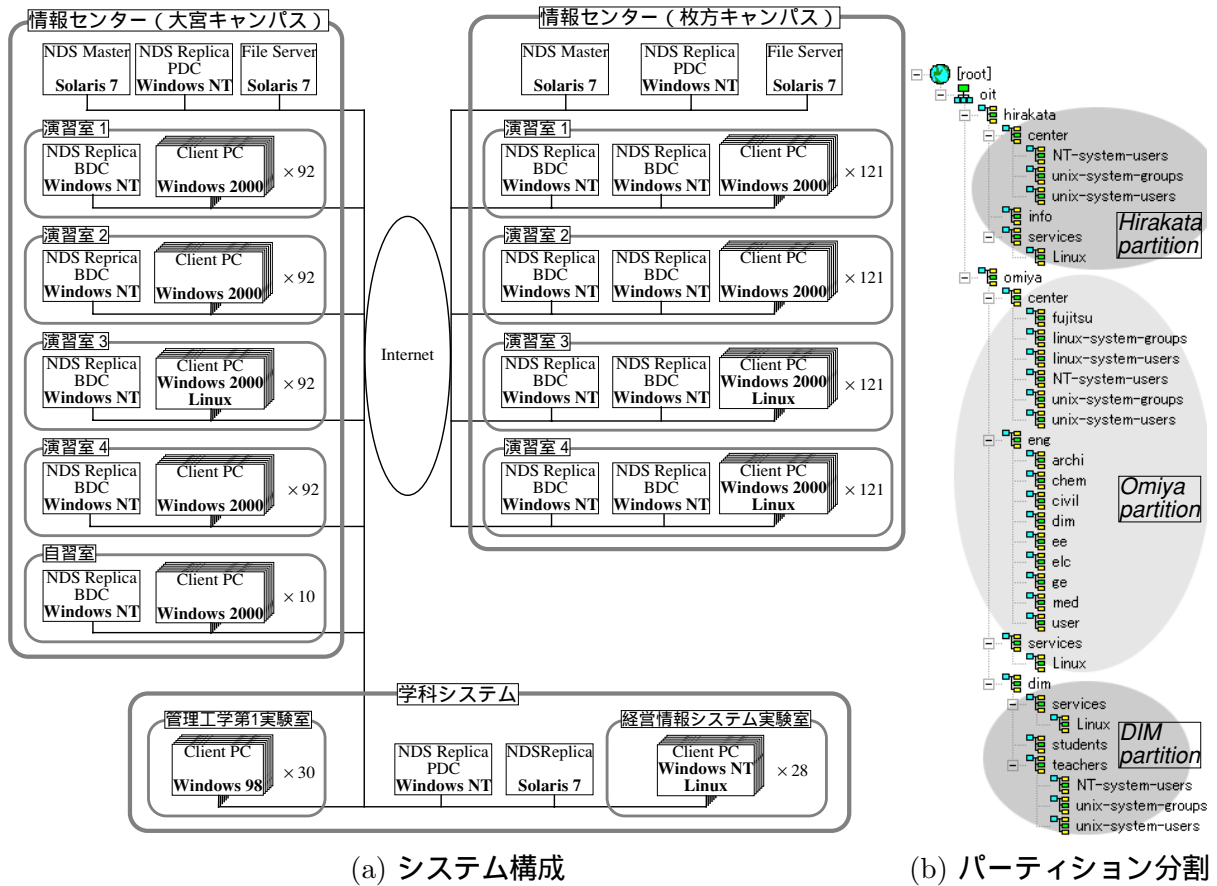 情報センター（大宮キャンパス）
NDS Master
Solaris 7
NDS Replica
PDC
Windows NT
File Server
Solaris 7
演習室 1
NDS Replica
BDC
Windows NT
Client PC
Windows 2000
× 92
演習室 2
NDS Reprica
BDC
Windows NT
Client PC
Windows 2000
× 92
演習室 3
NDS Replica
BDC
Windows NT
Client PC
Windows 2000
Linux
× 92
演習室 4
NDS Replica
BDC
Windows NT
Client PC
Windows 2000
× 92
自習室
NDS Replica
BDC
Windows NT
Client PC
Windows 2000
× 10
Internet
情報センター（枚方キャンパス）
NDS Master
Solaris 7
NDS Replica
PDC
Windows NT
File Server
Solaris 7
演習室 1
NDS Replica
BDC
Windows NT
NDS Replica
BDC
Windows NT
Client PC
Windows 2000
× 121
演習室 2
NDS Replica
BDC
Windows NT
NDS Replica
BDC
Windows NT
Client PC
Windows 2000
× 121
演習室 3
NDS Replica
BDC
Windows NT
NDS Replica
BDC
Windows NT
Client PC
Windows 2000
Linux
× 121
演習室 4
NDS Replica
BDC
Windows NT
NDS Replica
BDC
Windows NT
Client PC
Windows 2000
Linux
× 121
学科システム
管理工学第1実験室
Client PC
Windows 98
× 30
NDS Replica
PDC
Windows NT
NDSReplica
Solaris 7
経営情報システム実験室
Client PC
Windows NT
Linux
× 28
(a) システム構成
[root]
oit
hirakata
center
NT-system-users
unix-system-groups
unix-system-users
info
services
Linux
Hirakata
partition
omiya
center
fujitsu
linux-system-groups
linux-system-users
NT-system-users
unix-system-groups
unix-system-users
eng
archi
chem
civil
dim
ee
elc
ge
med
user
services
Linux
Omiya
partition
dim
services
Linux
students
teachers
NT-system-users
unix-system-groups
unix-system-users
DIM
partition
(b) パーティション分割